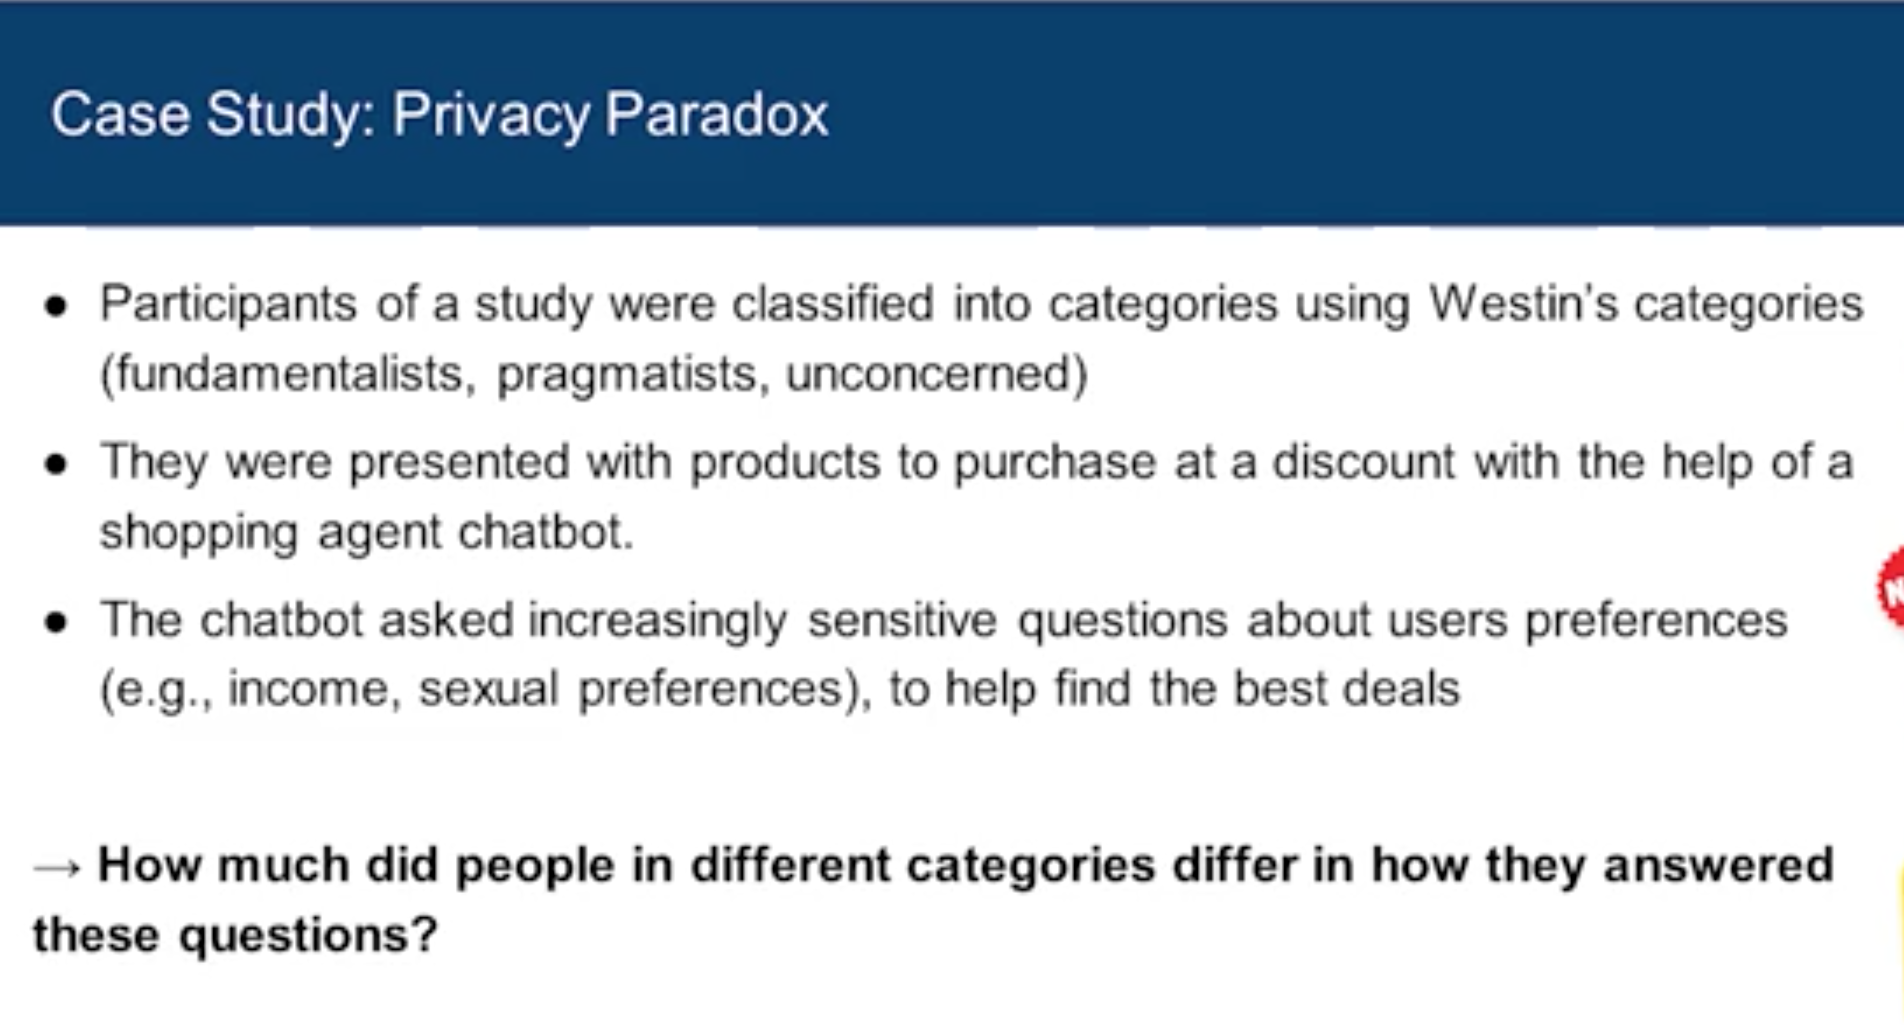 Case Study: Privacy Paradox
● Participants of a study were classified into categories using Westin's categories
(fundamentalists, pragmatists, unconcerned)
● They were presented with products to purchase at a discount with the help of a
shopping agent chatbot.
● The chatbot asked increasingly sensitive questions about users preferences
(e.g., income, sexual preferences), to help find the best deals
→ How much did people in different categories differ in how they answered
these questions?